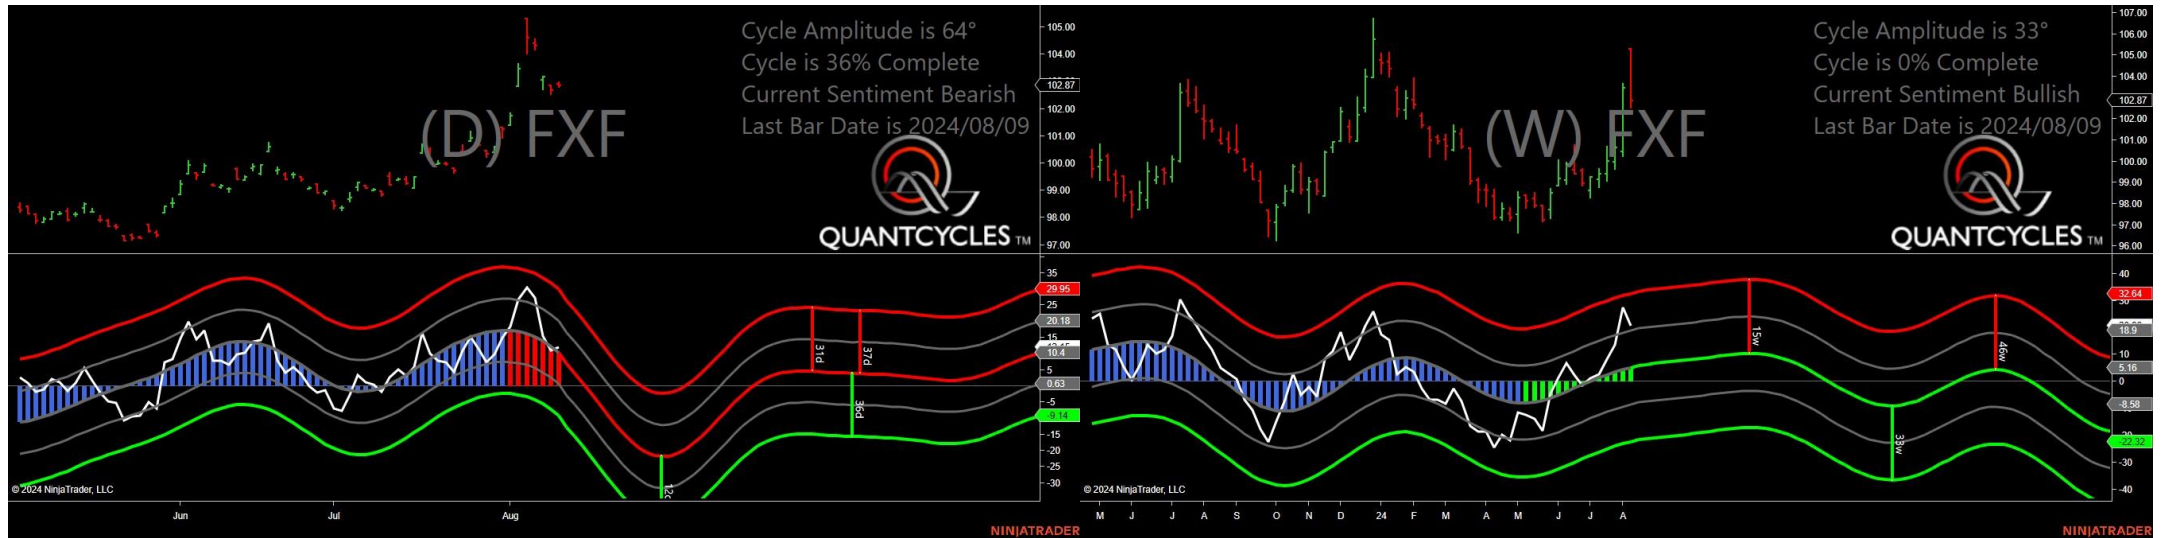 Cycle Amplitude is 64°
Cycle is 36% Complete
Current Sentiment Bearish
Last Bar Date is 2024/08/09
(D) FXF
QUANTCYCLES TM
105.00
104.00
102.87
102.00
101.00
100.00
99.00
98.00
97.00
35
29.95
25
20.18
15
10.4
5
0.63
-5
-9.14
-15
-20
-25
-30
31d
37d
36d
© 2024 NinjaTrader, LLC
Jun
Jul
Aug
NINJATRADER
Cycle Amplitude is 33°
Cycle is 0% Complete
Current Sentiment Bullish
Last Bar Date is 2024/08/09
(W) FXF
QUANTCYCLES TM
107.00
106.00
105.00
104.00
102.87
102.00
101.00
100.00
99.00
98.00
97.00
96.00
40
32.64
30
18.9
10
5.16
0
-8.58
-22.32
-30
-40
15w
46w
33w
© 2024 NinjaTrader, LLC
M J J A S O N D 24 F M A M J J A
NINJATRADER